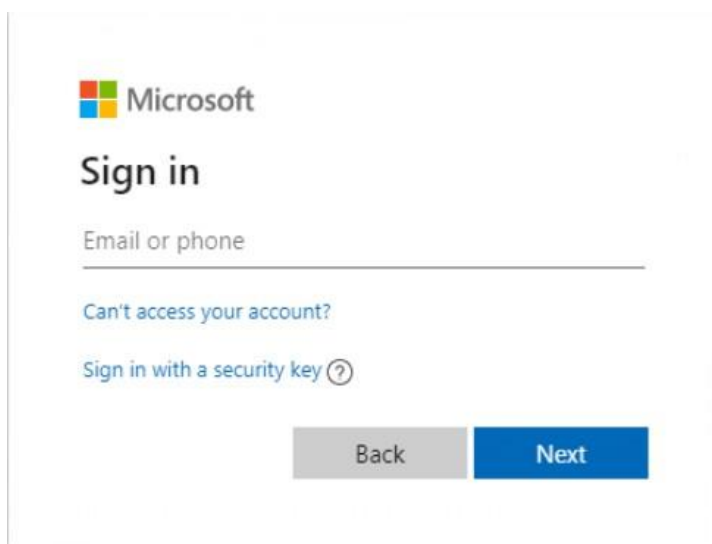 Microsoft
Sign in
Email or phone
Can't access your account?
Sign in with a security key ?
Back Next